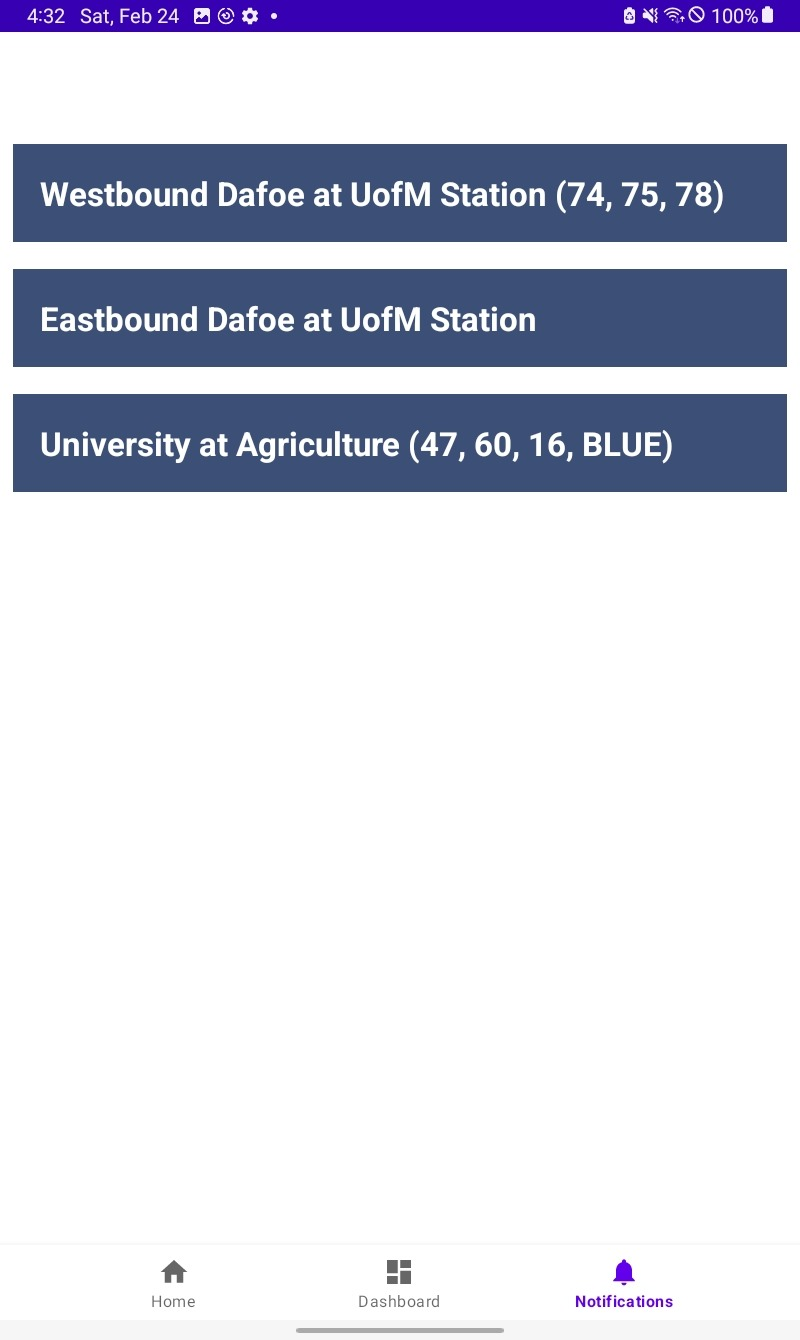 4:32 Sat, Feb 24 100%
Westbound Dafoe at UofM Station (74, 75, 78)
Eastbound Dafoe at UofM Station
University at Agriculture (47, 60, 16, BLUE)
Home Dashboard Notifications